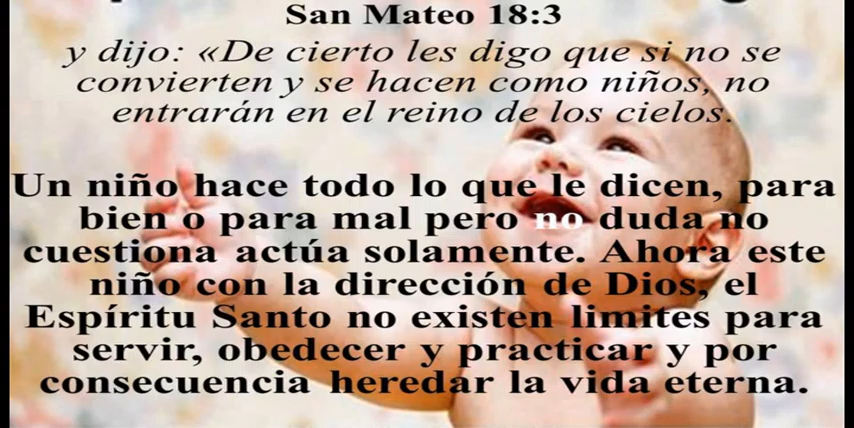 San Mateo 18:3
y dijo: «De cierto les digo que si no se
convierten y se hacen como niños, no
entrarán en el reino de los cielos.
Un niño hace todo lo que le dicen, para
bien o para mal pero no duda no
cuestiona actúa solamente. Ahora este
niño con la dirección de Dios, el
Espíritu Santo no existen limites para
servir, obedecer y practicar y por
consecuencia heredar la vida eterna.